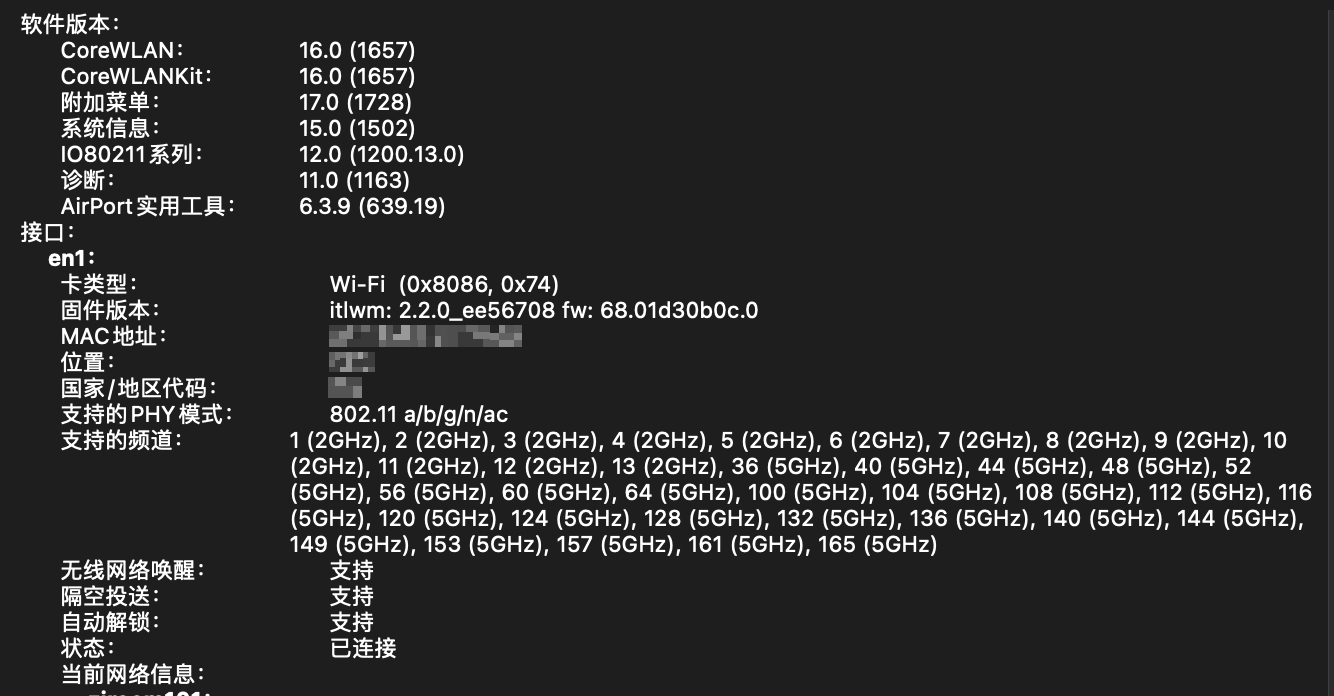 软件版本：
CoreWLAN： 16.0 (1657)
CoreWLANKit： 16.0 (1657)
附加菜单： 17.0 (1728)
系统信息： 15.0 (1502)
IO80211系列： 12.0 (1200.13.0)
诊断： 11.0 (1163)
AirPort实用工具： 6.3.9 (639.19)
接口：
en1：
卡类型： Wi-Fi  (0x8086, 0x74)
固件版本： itlwm: 2.2.0_ee56708 fw: 68.01d30b0c.0
MAC地址：
位置：
国家/地区代码：
支持的PHY模式： 802.11 a/b/g/n/ac
支持的频道： 1 (2GHz), 2 (2GHz), 3 (2GHz), 4 (2GHz), 5 (2GHz), 6 (2GHz), 7 (2GHz), 8 (2GHz), 9 (2GHz), 10
(2GHz), 11 (2GHz), 12 (2GHz), 13 (2GHz), 36 (5GHz), 40 (5GHz), 44 (5GHz), 48 (5GHz), 52
(5GHz), 56 (5GHz), 60 (5GHz), 64 (5GHz), 100 (5GHz), 104 (5GHz), 108 (5GHz), 112 (5GHz), 116
(5GHz), 120 (5GHz), 124 (5GHz), 128 (5GHz), 132 (5GHz), 136 (5GHz), 140 (5GHz), 144 (5GHz),
149 (5GHz), 153 (5GHz), 157 (5GHz), 161 (5GHz), 165 (5GHz)
无线网络唤醒： 支持
隔空投送： 支持
自动解锁： 支持
状态： 已连接
当前网络信息：